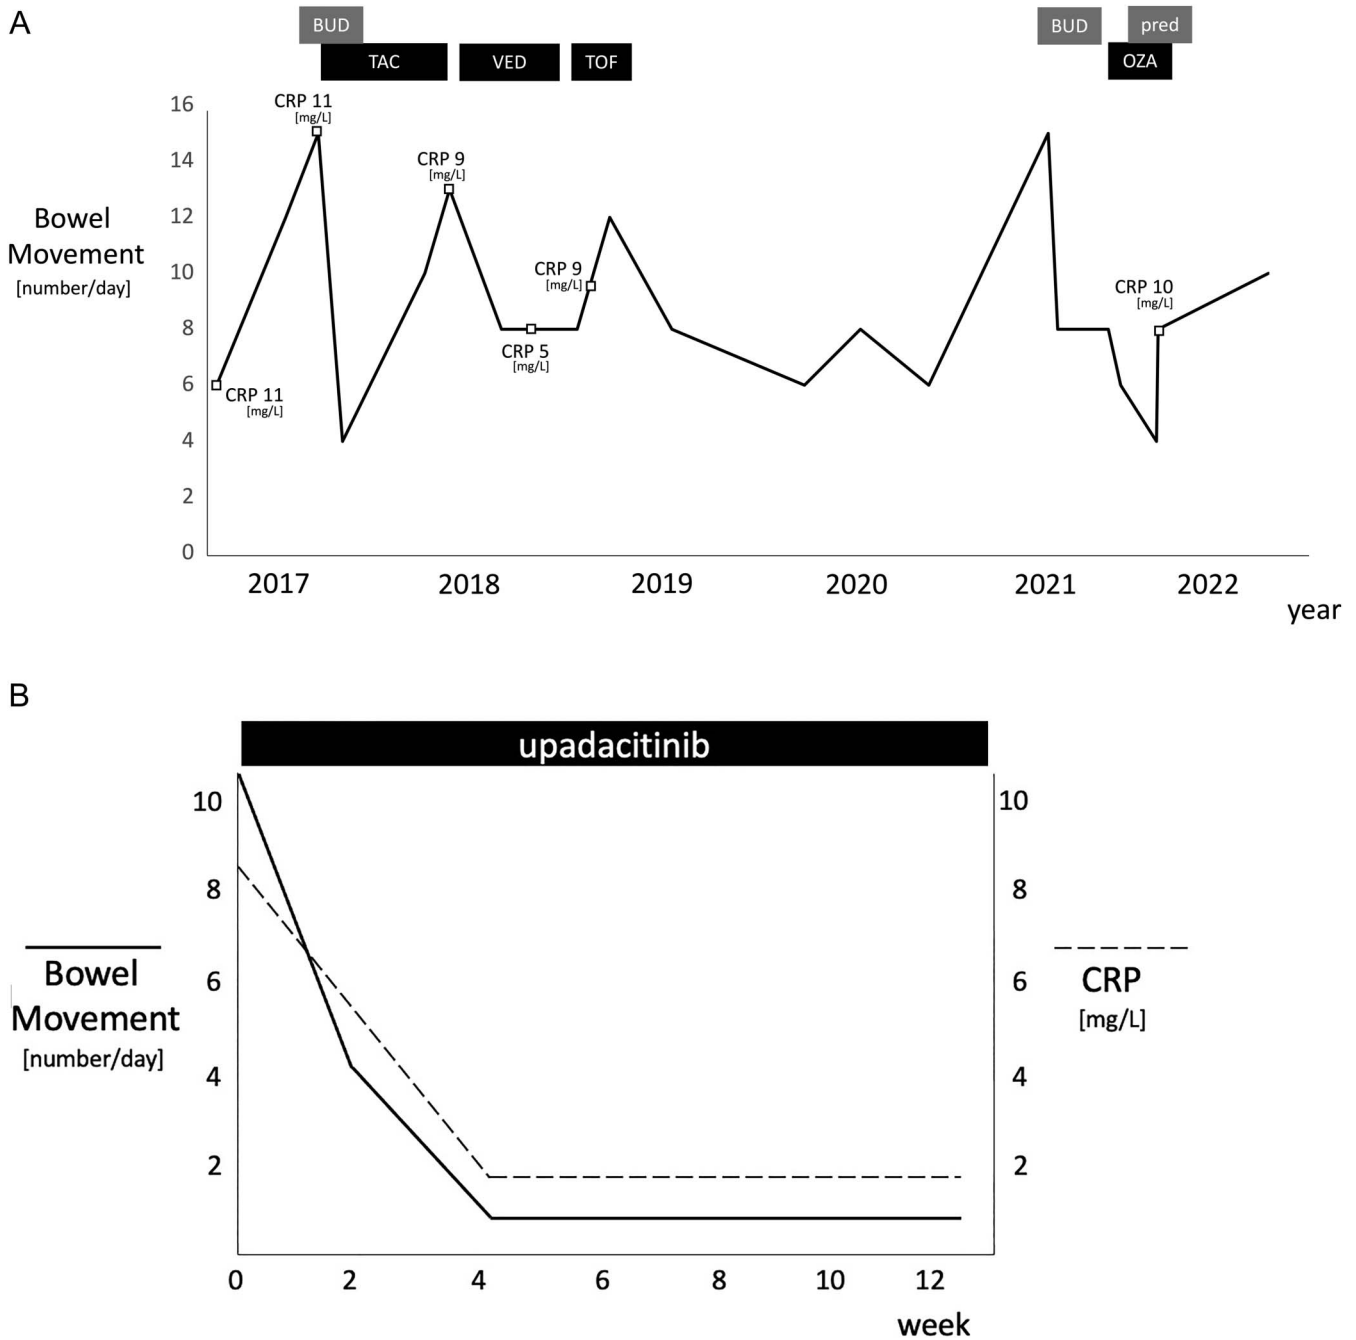 A
BUD
BUD
pred
TAC
VED
TOF
OZA
16
14
12
10
8
6
4
2
0
Bowel
Movement
[number/day]
CRP 11
[mg/L]
CRP 11
[mg/L]
CRP 9
[mg/L]
CRP 5
[mg/L]
CRP 9
[mg/L]
CRP 10
[mg/L]
2017 2018 2019 2020 2021 2022
year
B
upadacitinib
10
8
6
4
2
Bowel
Movement
[number/day]
10
8
6
4
2
CRP
[mg/L]
0 2 4 6 8 10 12
week